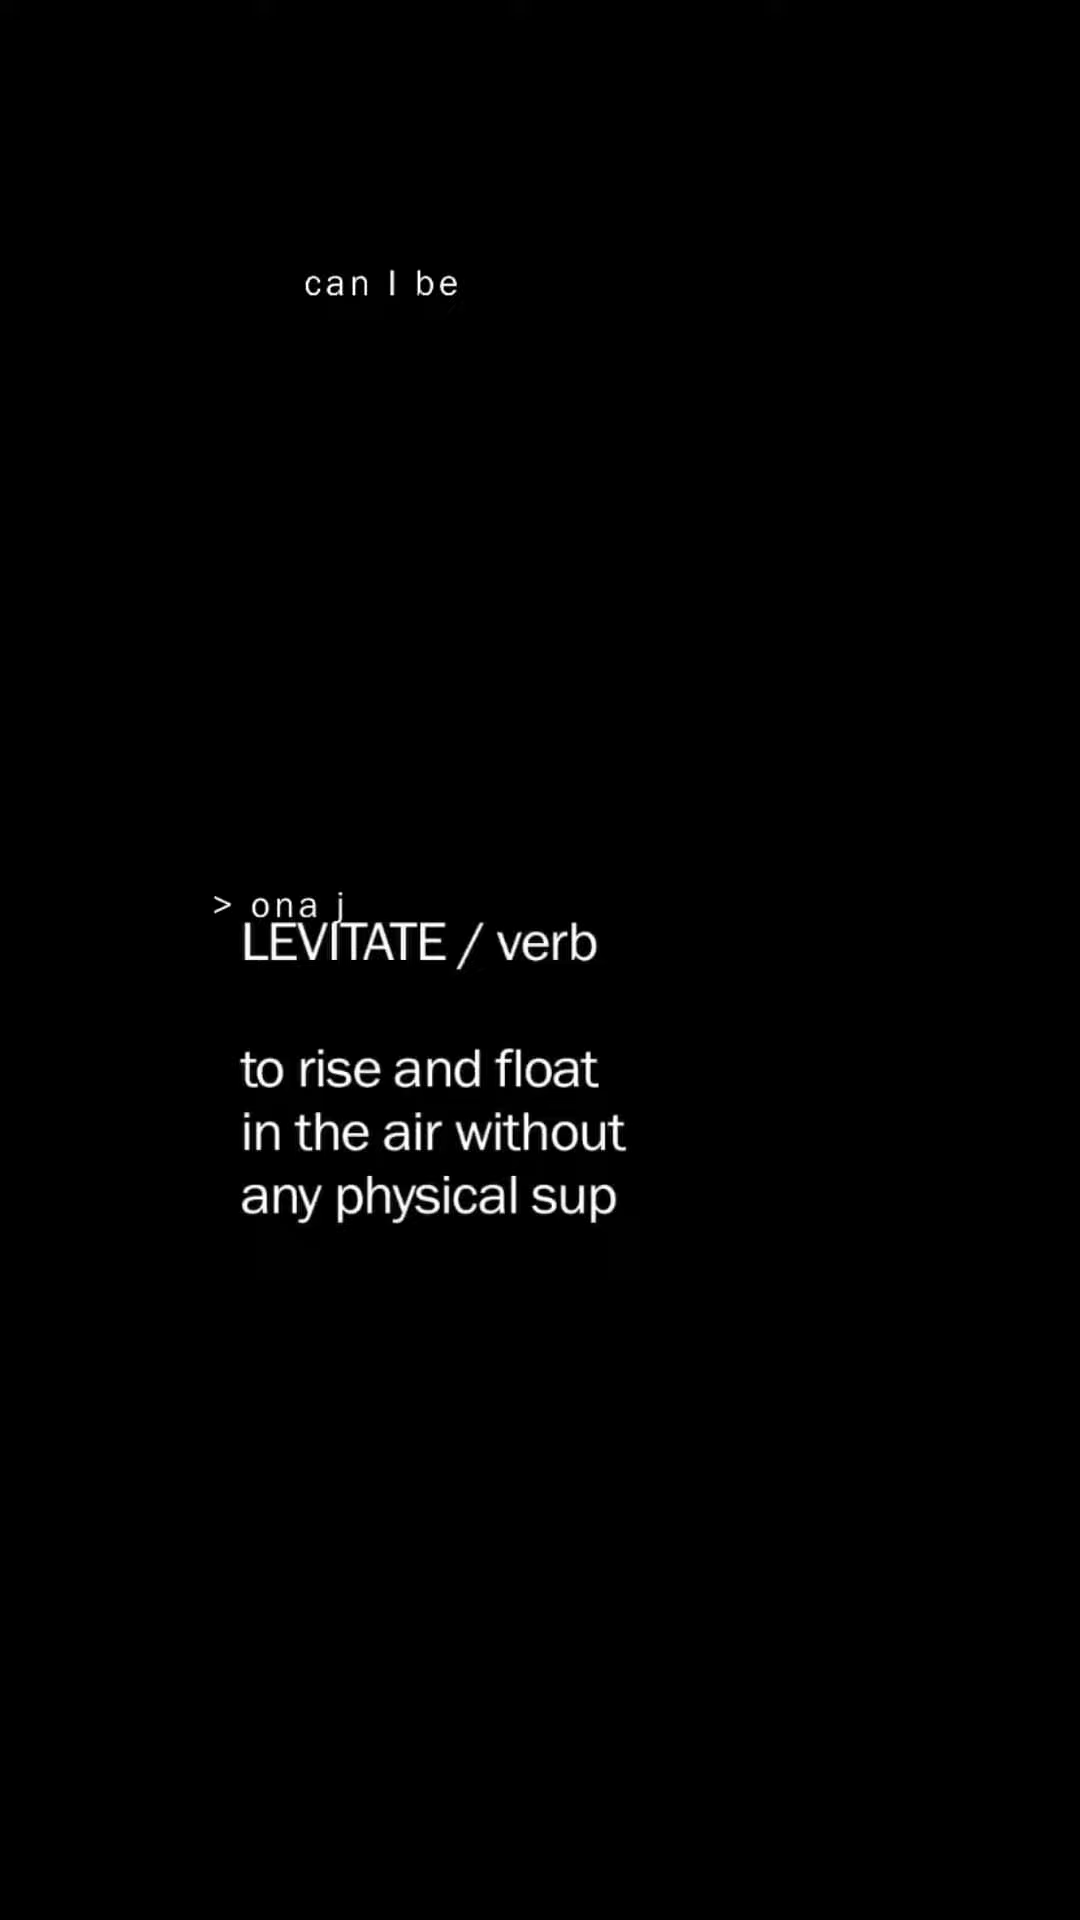 can I be
> ona j
LEVITATE / verb
to rise and float
in the air without
any physical sup